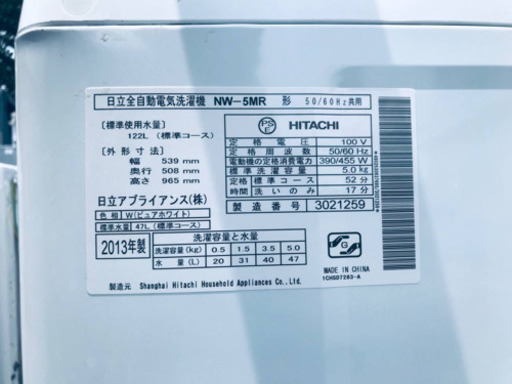 日立全自動電気洗濯機 NW-5MR 形 50/60Hz共用
〔標準使用水量〕
122L (標準コース)
〔外形寸法〕
幅 539 mm
奥行 508 mm
高さ 965 mm
日立アプライアンス(株)
色相 W(ピュアホワイト)
標準水量 47L (標準コース)
PSE HITACHI
定格電圧 100 V
定格周波数 50/60 Hz
電動機の定格消費電力 390/455 W
標準洗濯容量 5.0 kg
定格標準コース 52 分
時間 洗いのみ 17 分
製造番号 3021259
2013年製
洗濯容量と水量
洗濯容量(kg) 0.5 1.5 3.5 5.0
水量(L) 20 31 40 47
MADE IN CHINA
1CHSD7283-A
製造元 Shanghai Hitachi Household Appliances Co., Ltd.